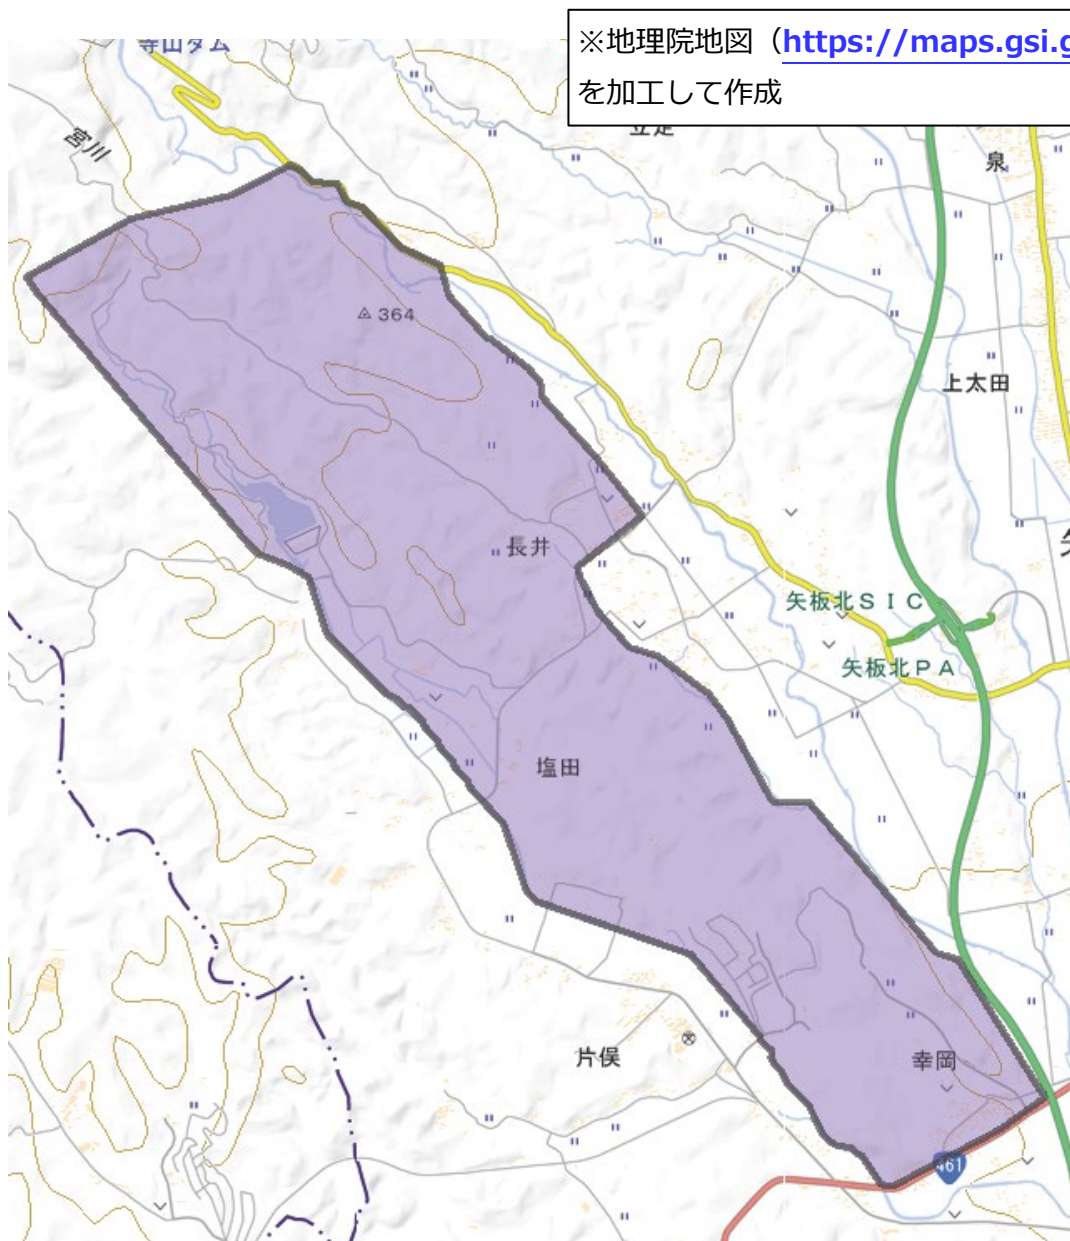 ※地理院地図（https://maps.gsi.g
を加工して作成
寺山ダム
宮川
泉
364
上太田
長井
矢板北ＳＩＣ
矢板北ＰＡ
塩田
片俣
幸岡
461